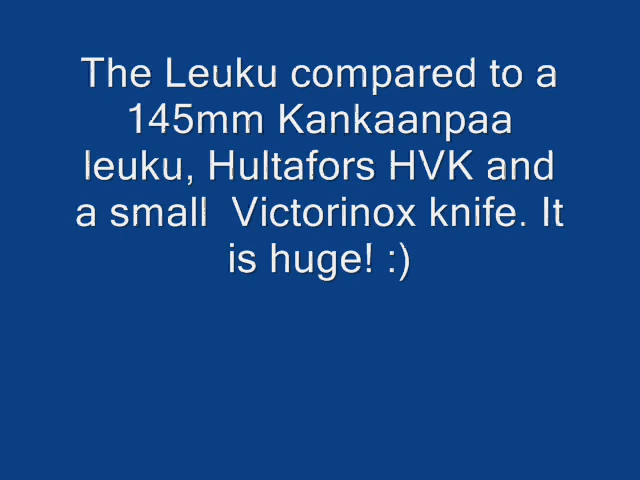 The Leuku compared to a
145mm Kankaanpaa
leuku, Hultafors HVK and
a small  Victorinox knife. It
is huge! :)